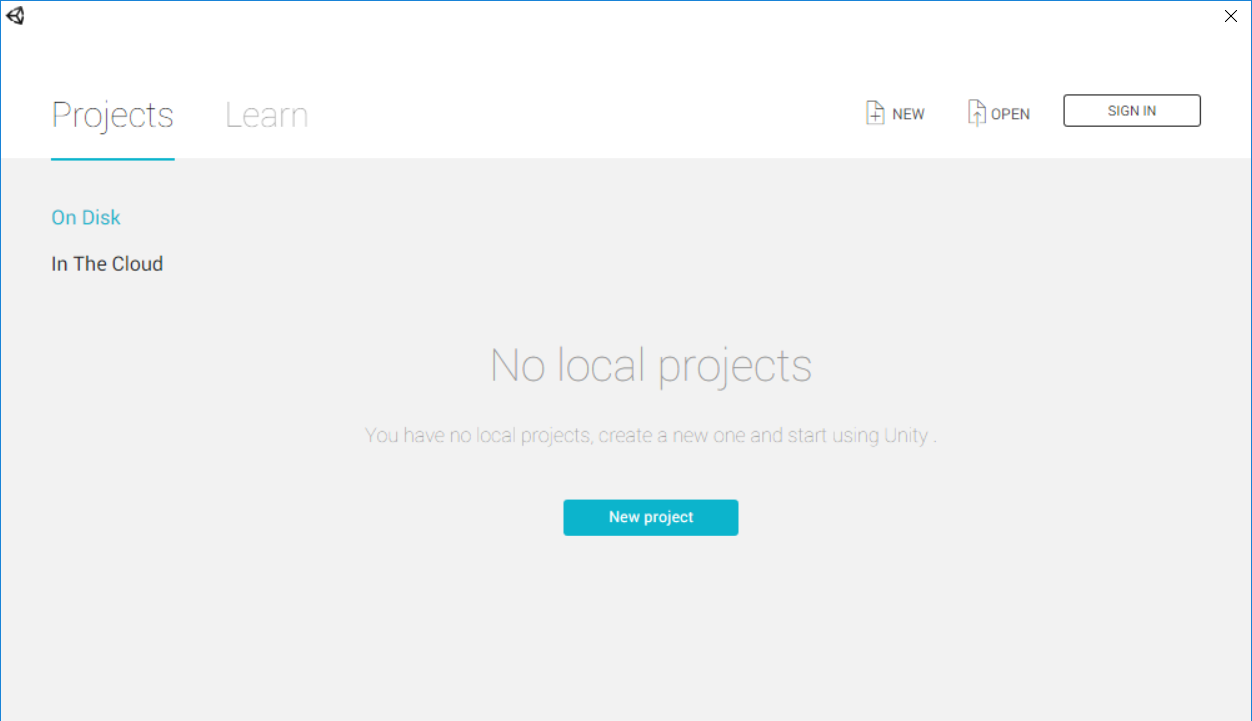 Projects Learn NEW OPEN SIGN IN
On Disk
In The Cloud
No local projects
You have no local projects, create a new one and start using Unity .
New project